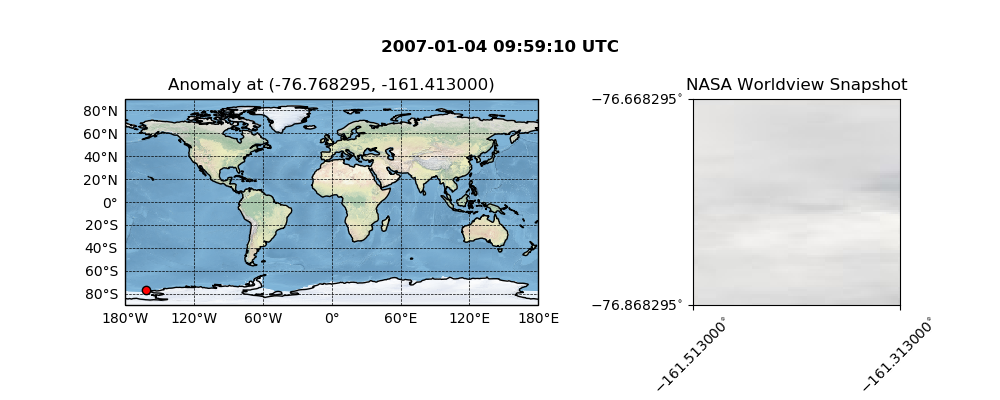 2007-01-04 09:59:10 UTC
Anomaly at (-76.768295, -161.413000)
NASA Worldview Snapshot
80°N
60°N
40°N
20°N
0°
20°S
40°S
60°S
80°S
180°W 120°W 60°W 0° 60°E 120°E 180°E
−76.668295°
−76.868295°
−161.513000°
−161.313000°